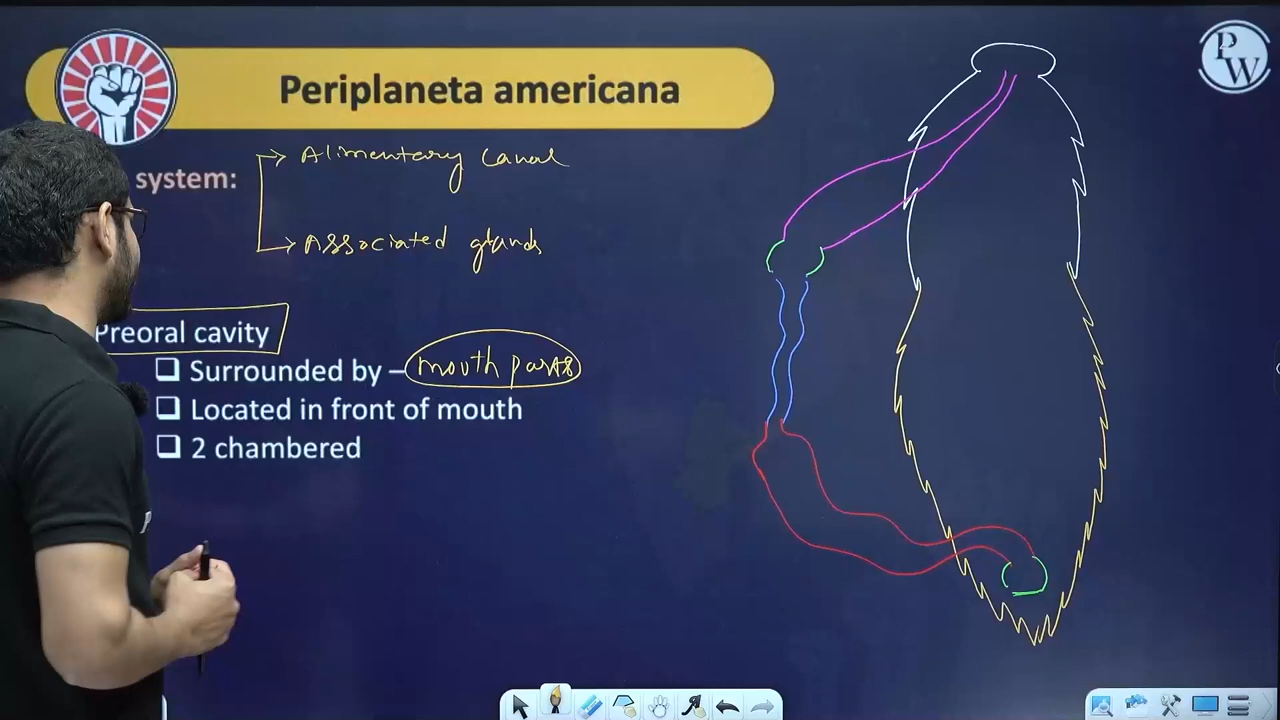 Periplaneta americana
P
W
Alimentery canal
system:
Associated glands
Preoral cavity
Surrounded by – mouth parts
Located in front of mouth
2 chambered